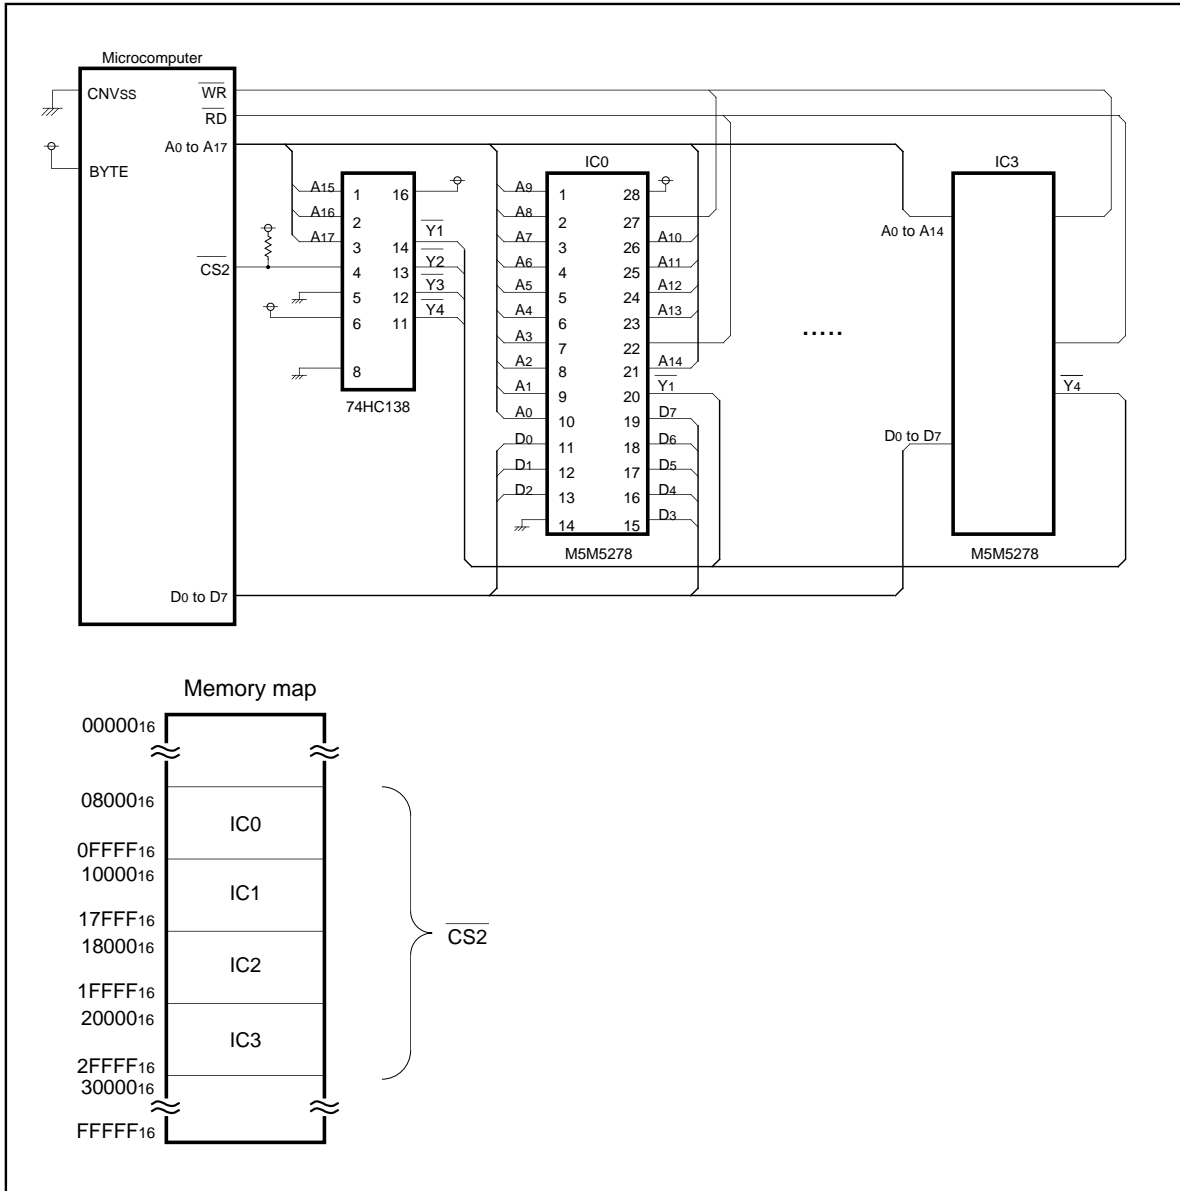 Microcomputer
CNVss
WR
RD
A0 to A17
BYTE
CS2
D0 to D7
A15
A16
A17
1
2
3
4
5
6
8
16
14
13
12
11
Y1
Y2
Y3
Y4
74HC138
IC0
A9
A8
A7
A6
A5
A4
A3
A2
A1
A0
D0
D1
D2
1
2
3
4
5
6
7
8
9
10
11
12
13
14
28
27
26
25
24
23
22
21
20
19
18
17
16
15
A10
A11
A12
A13
A14
Y1
D7
D6
D5
D4
D3
M5M5278
.....
IC3
A0 to A14
Y4
D0 to D7
M5M5278
Memory map
0000016
0800016
IC0
0FFFF16
1000016
IC1
17FFF16
1800016
IC2
1FFFF16
2000016
IC3
2FFFF16
3000016
FFFFF16
CS2